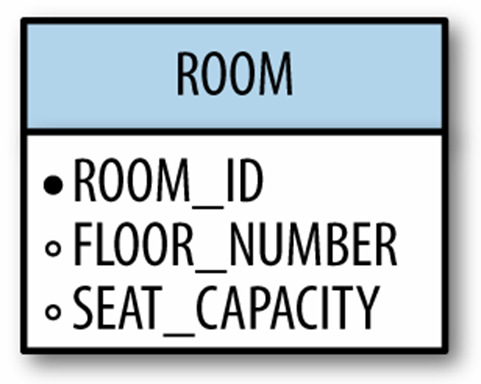 ROOM
ROOM_ID
FLOOR_NUMBER
SEAT_CAPACITY